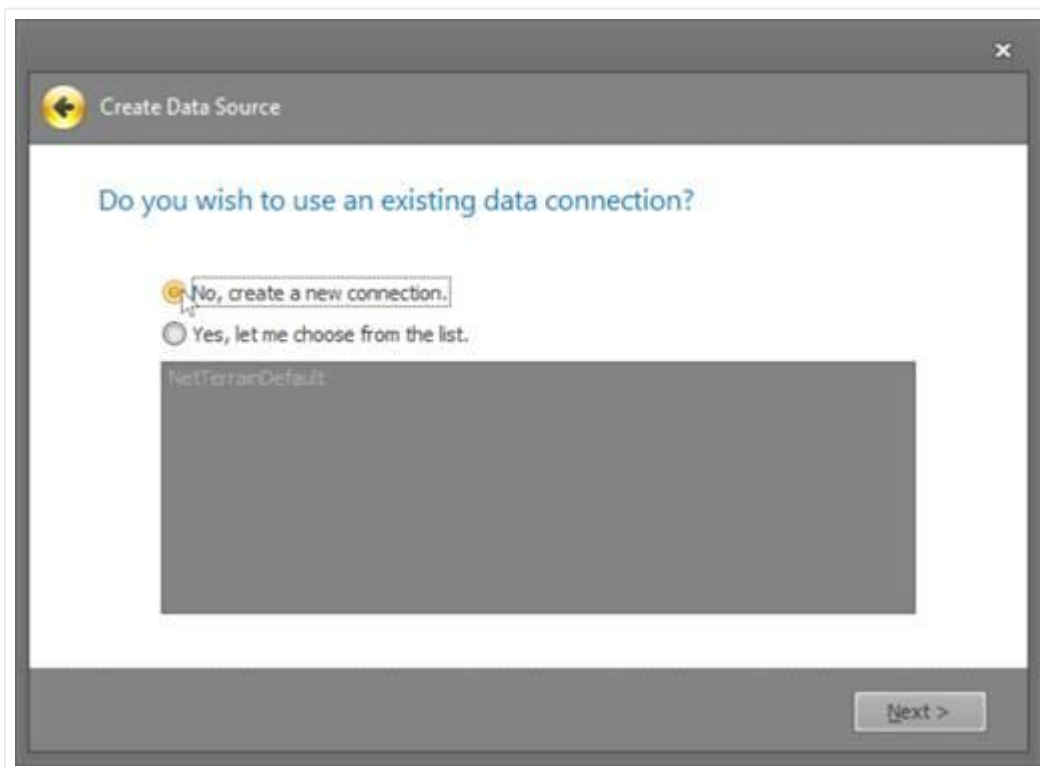 Create Data Source
Do you wish to use an existing data connection?
No, create a new connection.
Yes, let me choose from the list.
NetTerrainDefault
Next >